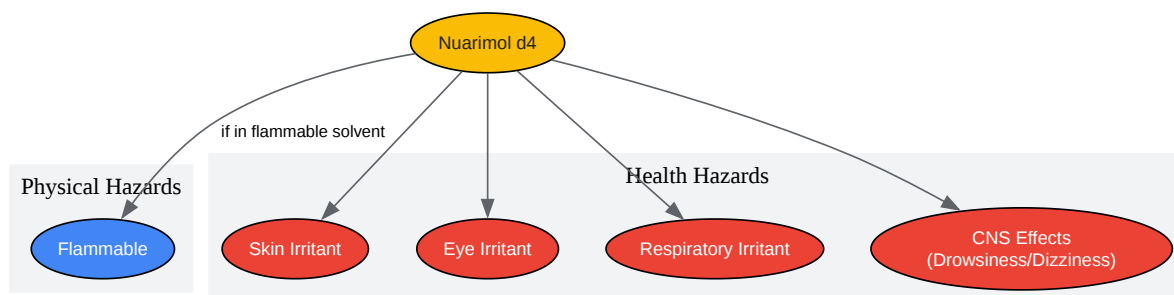 Nuarimol d4
if in flammable solvent
Physical Hazards
Health Hazards
Flammable
Skin Irritant
Eye Irritant
Respiratory Irritant
CNS Effects
(Drowsiness/Dizziness)